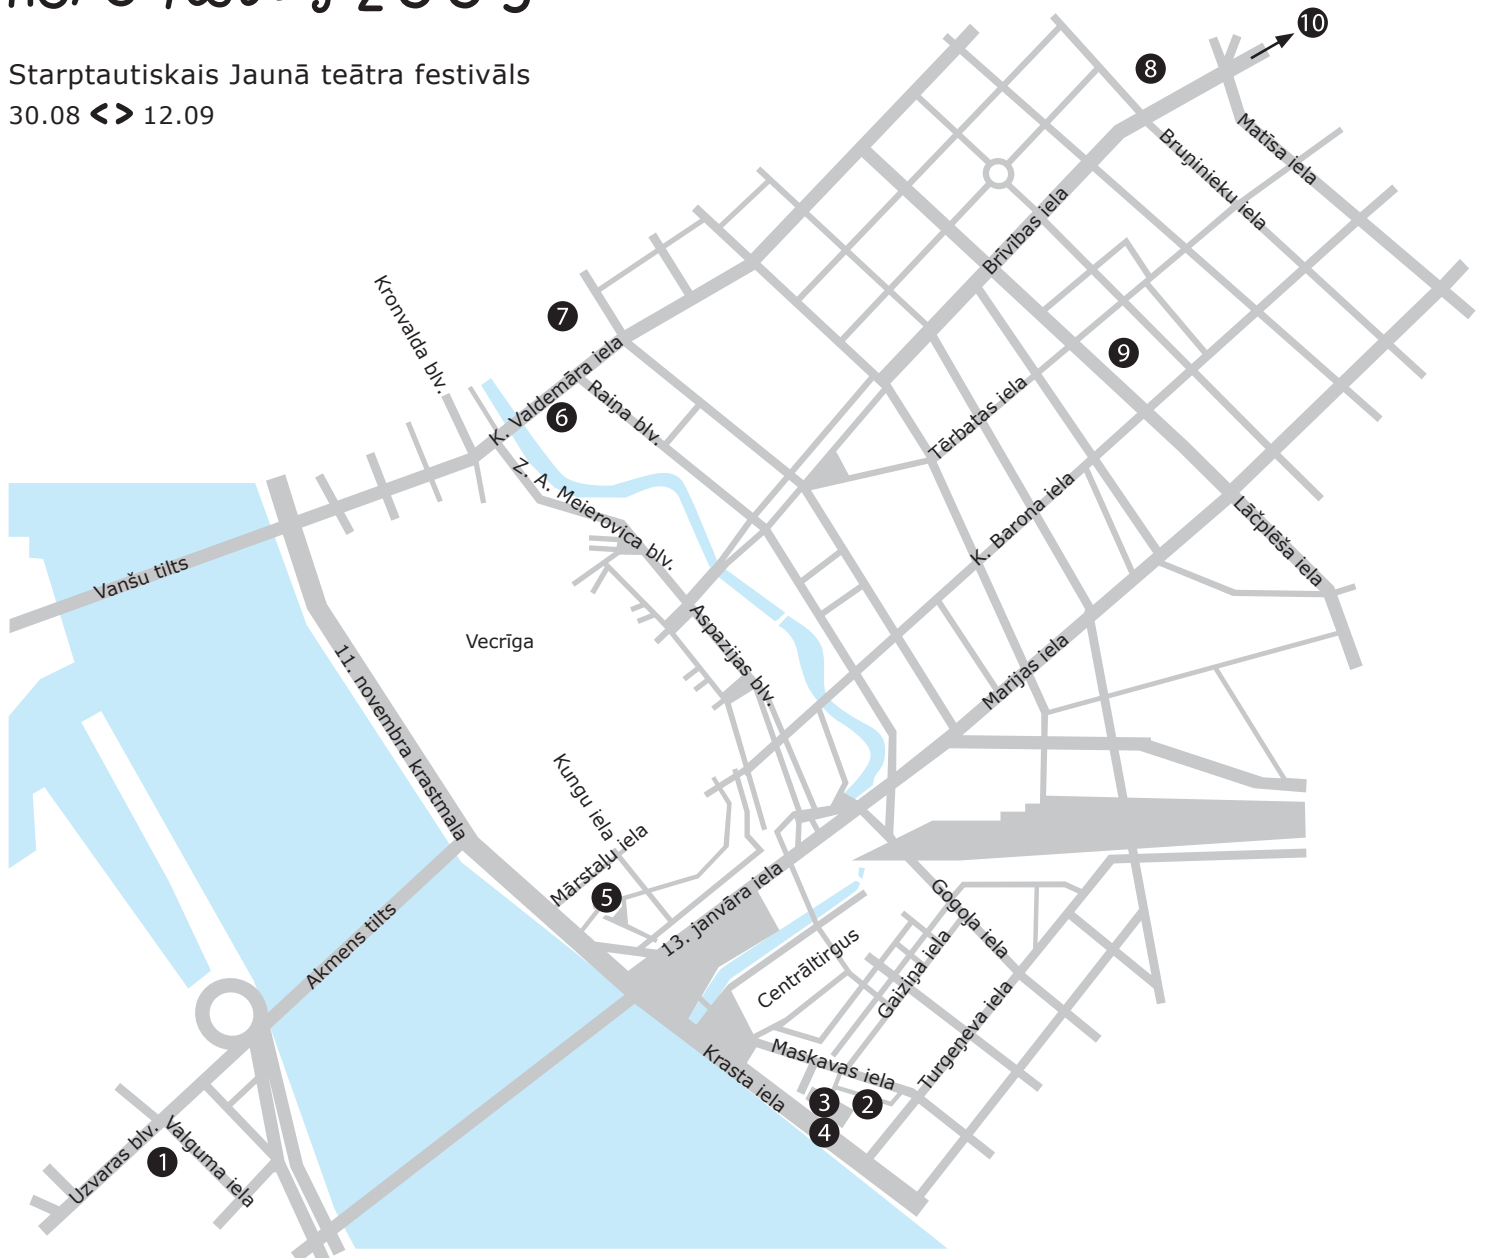 Starptautiskais Jaunā teātra festivāls
30.08 <> 12.09
10
8
Matīsa iela
Bruņinieku iela
Brīvības iela
Kronvalda blv.
7
K. Valdemāra iela
6
Raiņa blv.
9
Tērbatas iela
Z. A. Meierovica blv.
K. Barona iela
Lāčplēša iela
Vanšu tilts
Vecrīga
Aspazijas blv.
11. novembra krastmala
Marijas iela
Kungu iela
Mārstaļu iela
5
13. janvāra iela
Gogoļa iela
Akmens tilts
Centrāltirgus
Gaiziņa iela
Turgeņeva iela
Maskavas iela
Krasta iela
3
2
4
Uzvaras blv.
Valguma iela
1